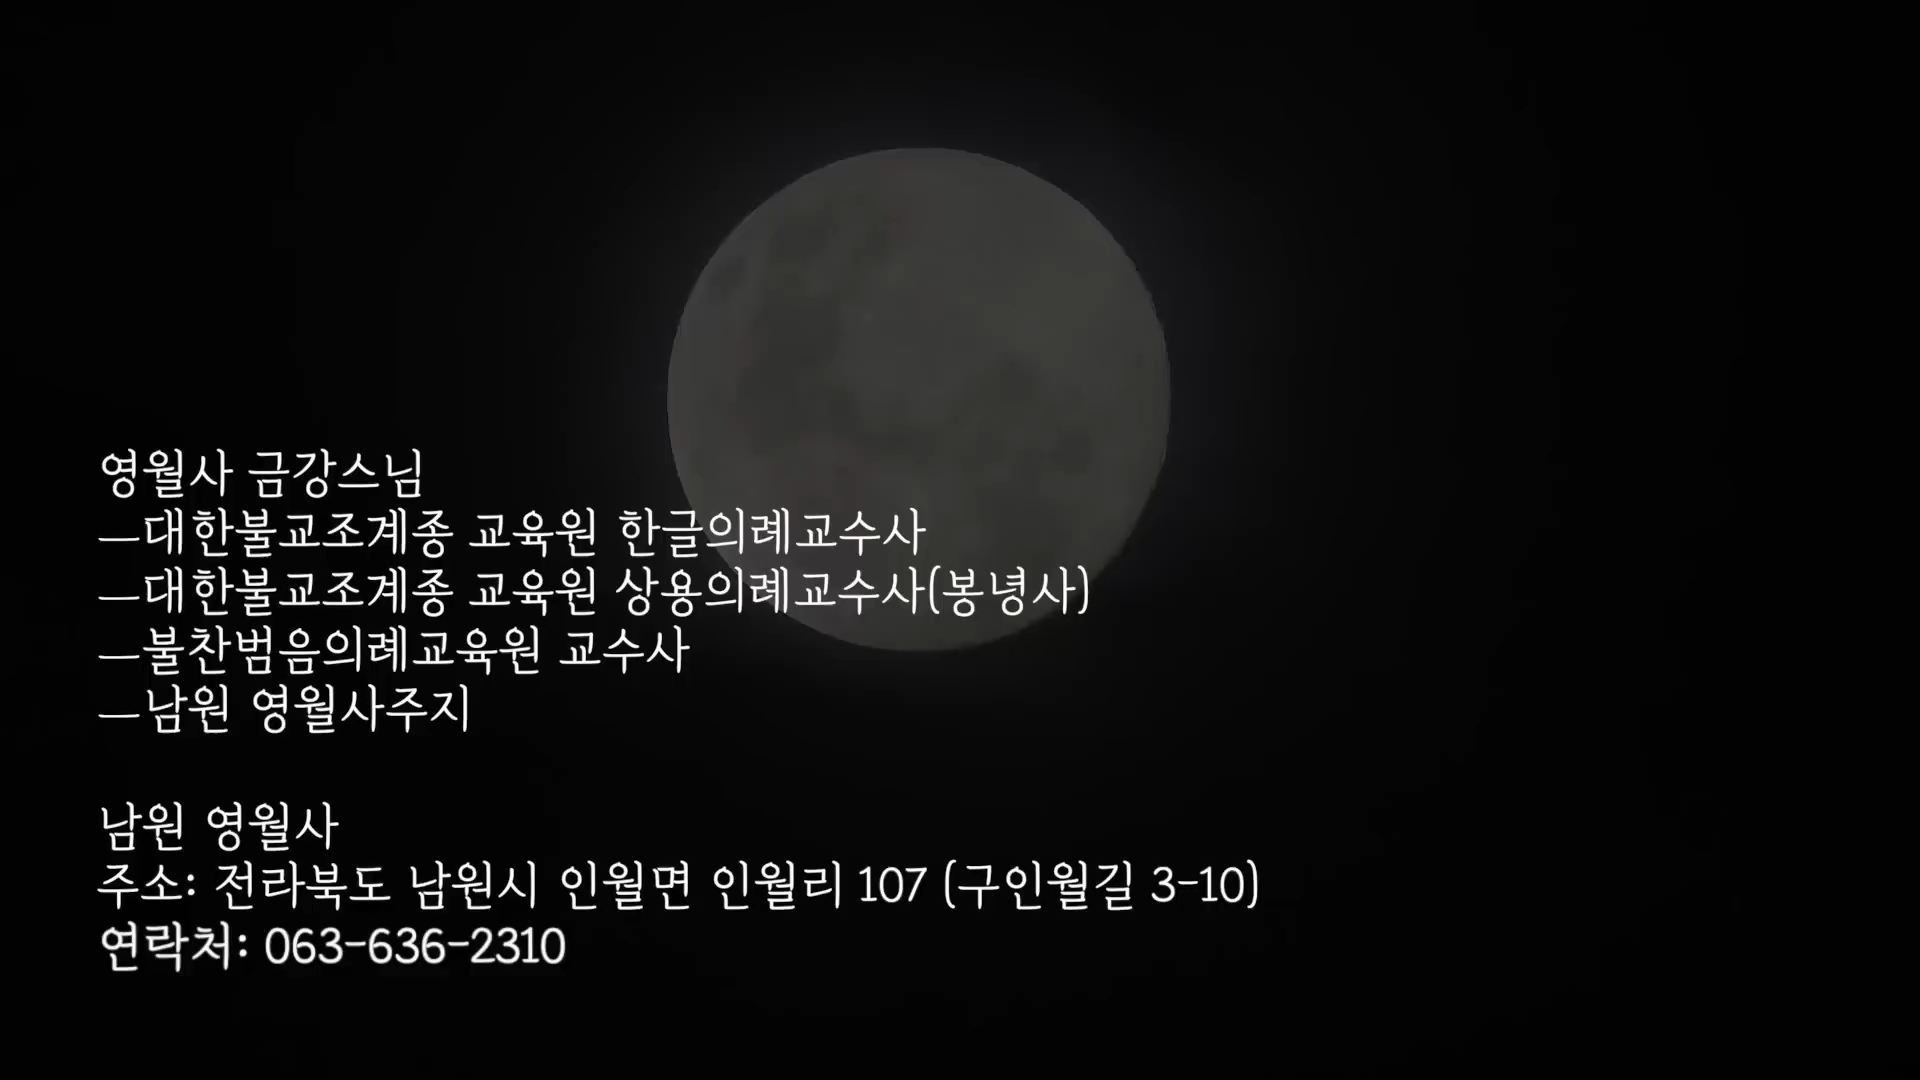 영월사 금강스님
—대한불교조계종 교육원 한글의례교수사
—대한불교조계종 교육원 상용의례교수사(봉녕사)
—불찬범음의례교육원 교수사
—남원 영월사주지
남원 영월사
주소: 전라북도 남원시 인월면 인월리 107 (구인월길 3-10)
연락처: 063-636-2310